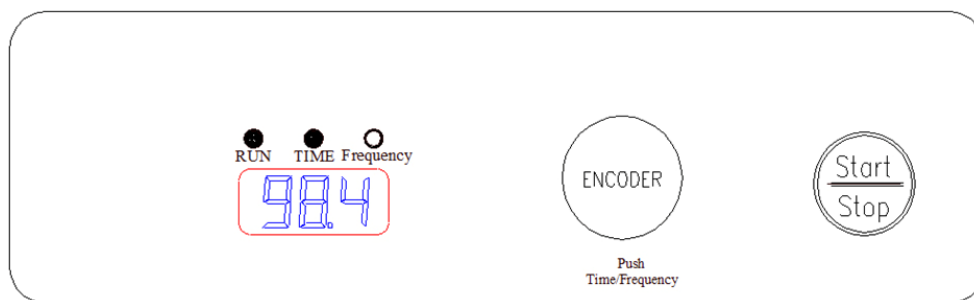 RUN TIME Frequency
98.4
ENCODER
Push
Time/Frequency
Start
Stop